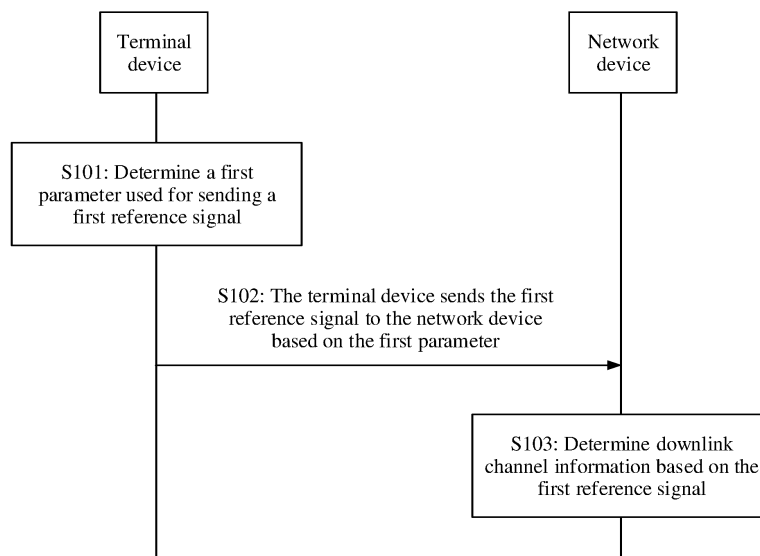 Terminal
device
Network
device
S101: Determine a first
parameter used for sending a
first reference signal
S102: The terminal device sends the first
reference signal to the network device
based on the first parameter
S103: Determine downlink
channel information based on the
first reference signal